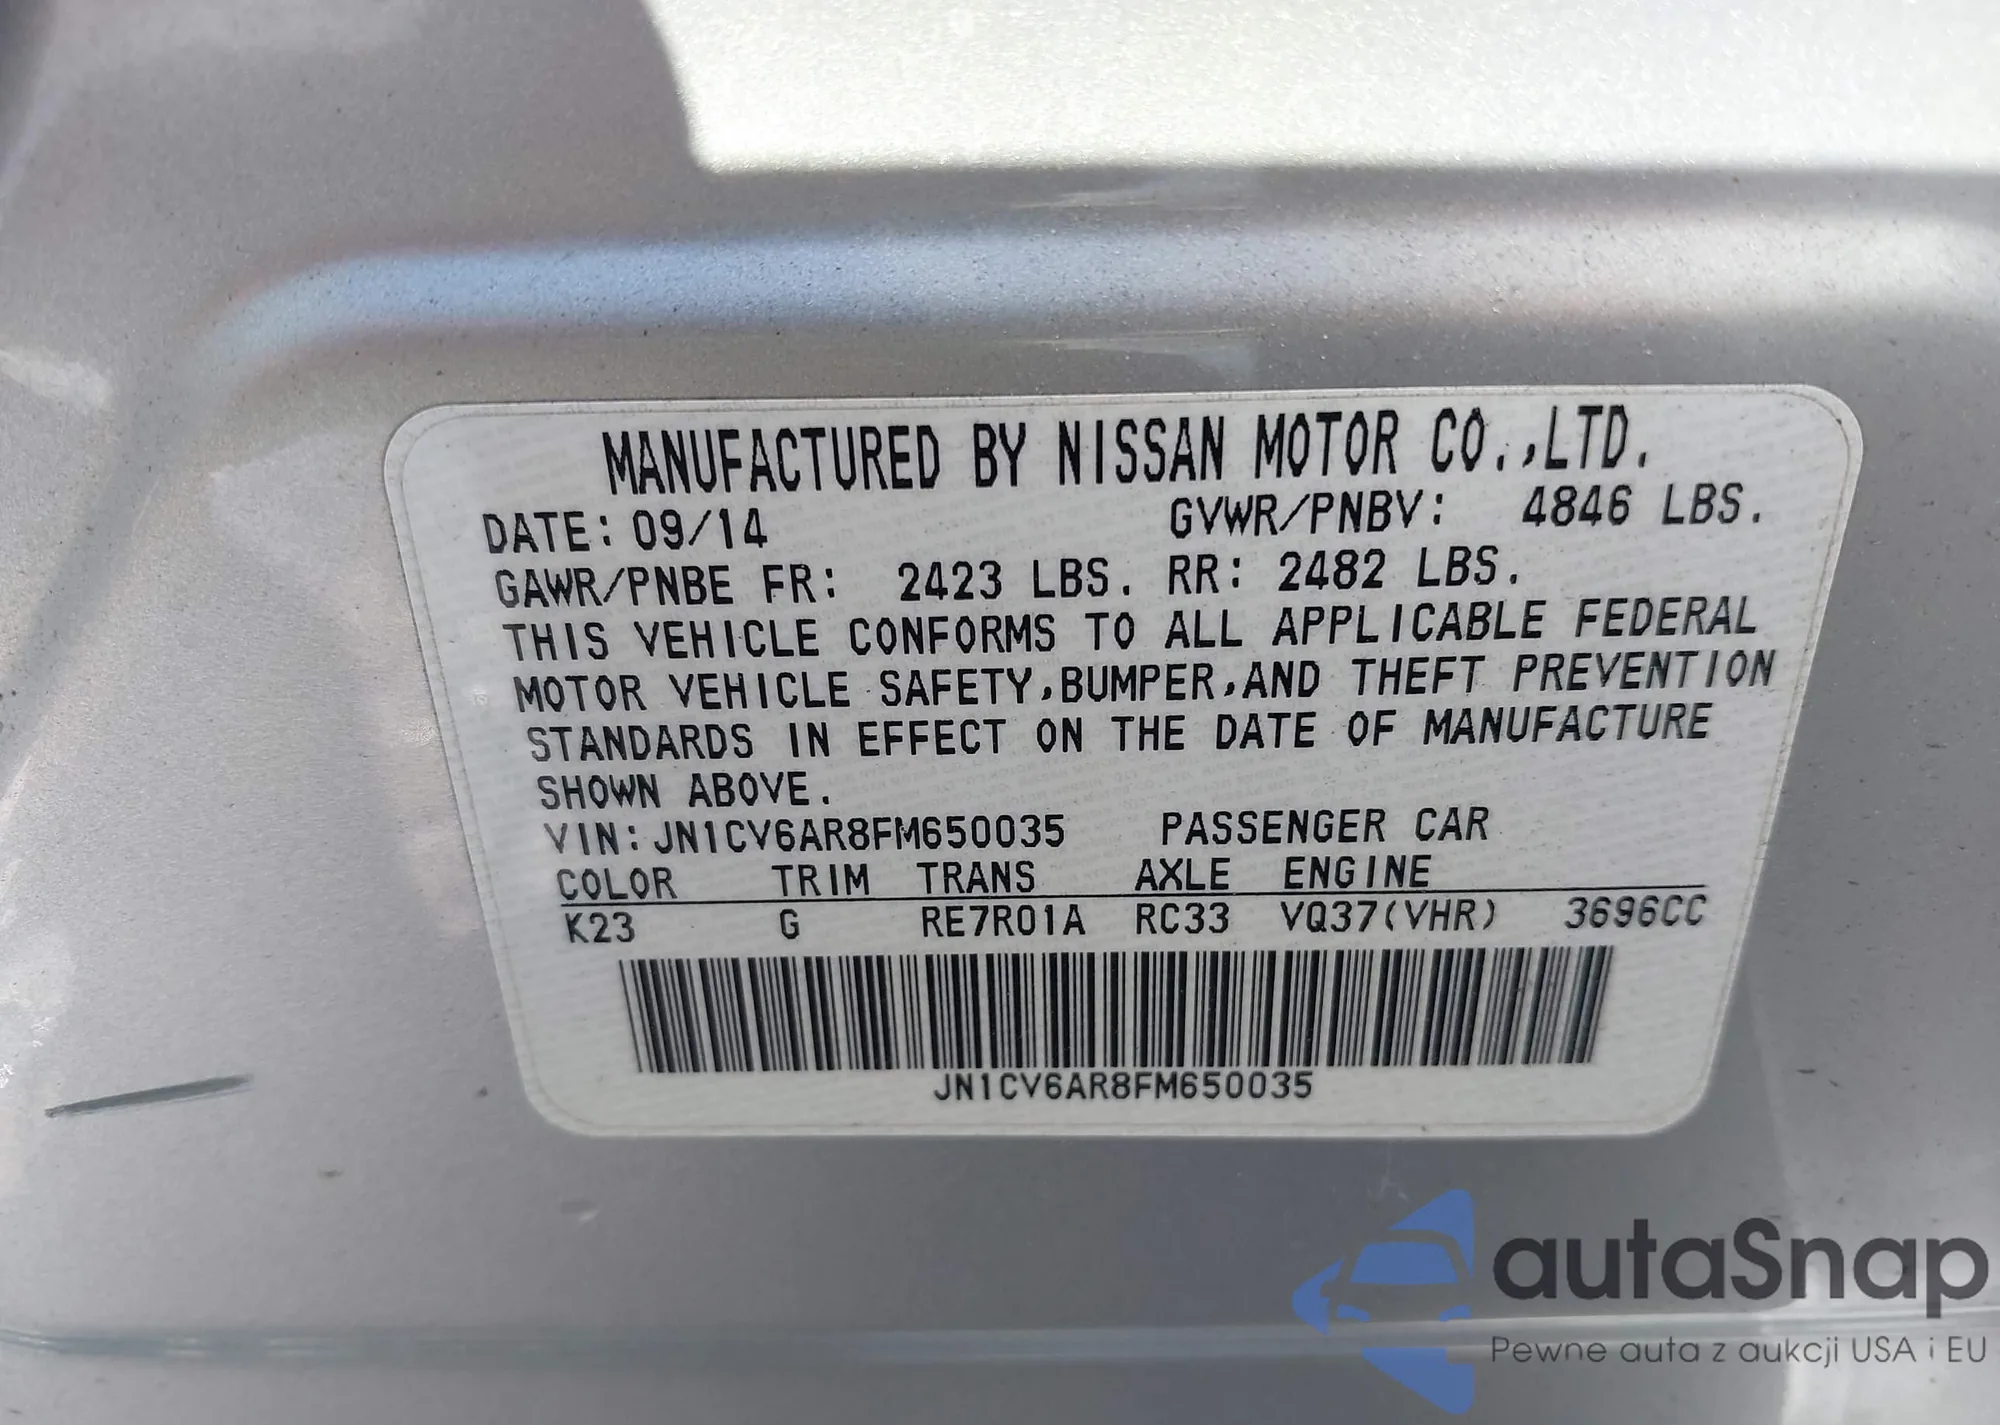 MANUFACTURED BY NISSAN MOTOR CO.,LTD.
DATE: 09/14 GVWR/PNBV: 4846 LBS.
GAWR/PNBE FR: 2423 LBS. RR: 2482 LBS.
THIS VEHICLE CONFORMS TO ALL APPLICABLE FEDERAL
MOTOR VEHICLE SAFETY,BUMPER,AND THEFT PREVENTION
STANDARDS IN EFFECT ON THE DATE OF MANUFACTURE
SHOWN ABOVE.
VIN: JN1CV6AR8FM650035 PASSENGER CAR
COLOR TRIM TRANS AXLE ENGINE
K23 G RE7R01A RC33 VQ37(VHR) 3696CC
JN1CV6AR8FM650035
autaSnap
Pewne auta z aukcji USA i EU